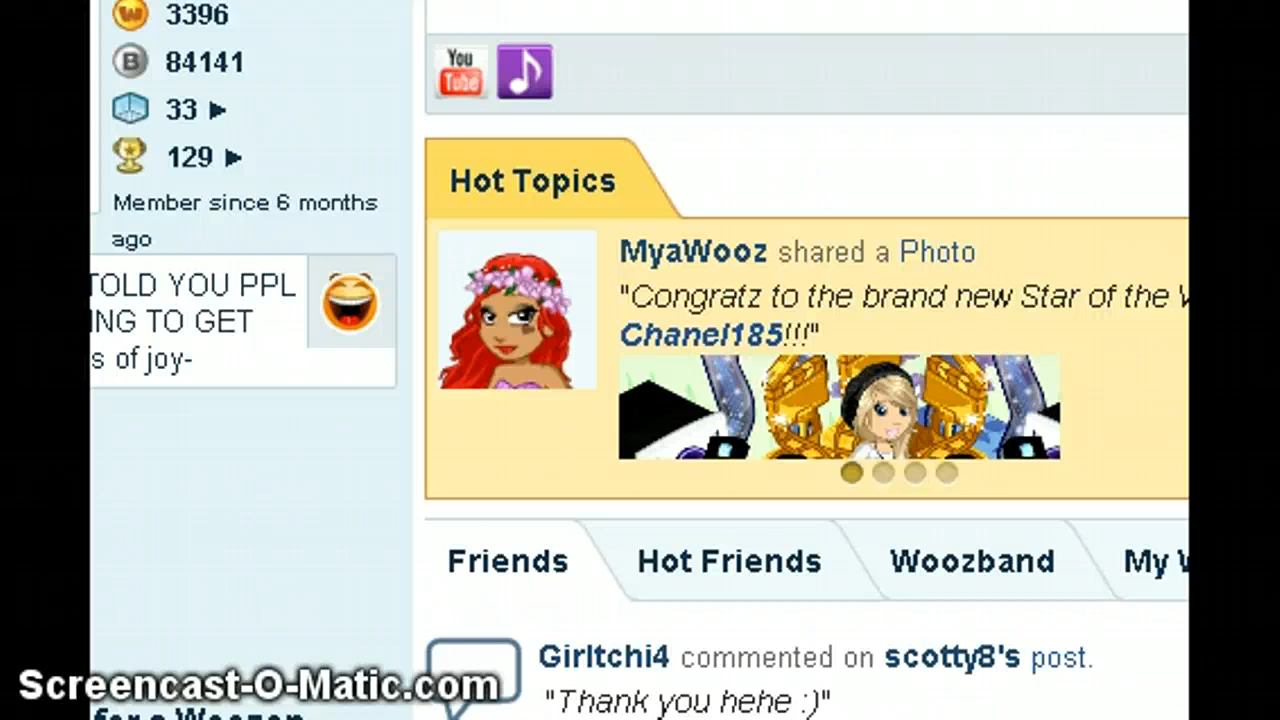 3396
84141
33
129
Member since 6 months
ago
TOLD YOU PPL
ING TO GET
s of joy-
You
Tube
Hot Topics
MyaWooz shared a Photo
"Congratz to the brand new Star of the
Chanel185!!!"
Friends
Hot Friends
Woozband
My
Girltchi4 commented on scotty8's post.
"Thank you hehe :)"
Screencast-O-Matic.com
for a Woozen